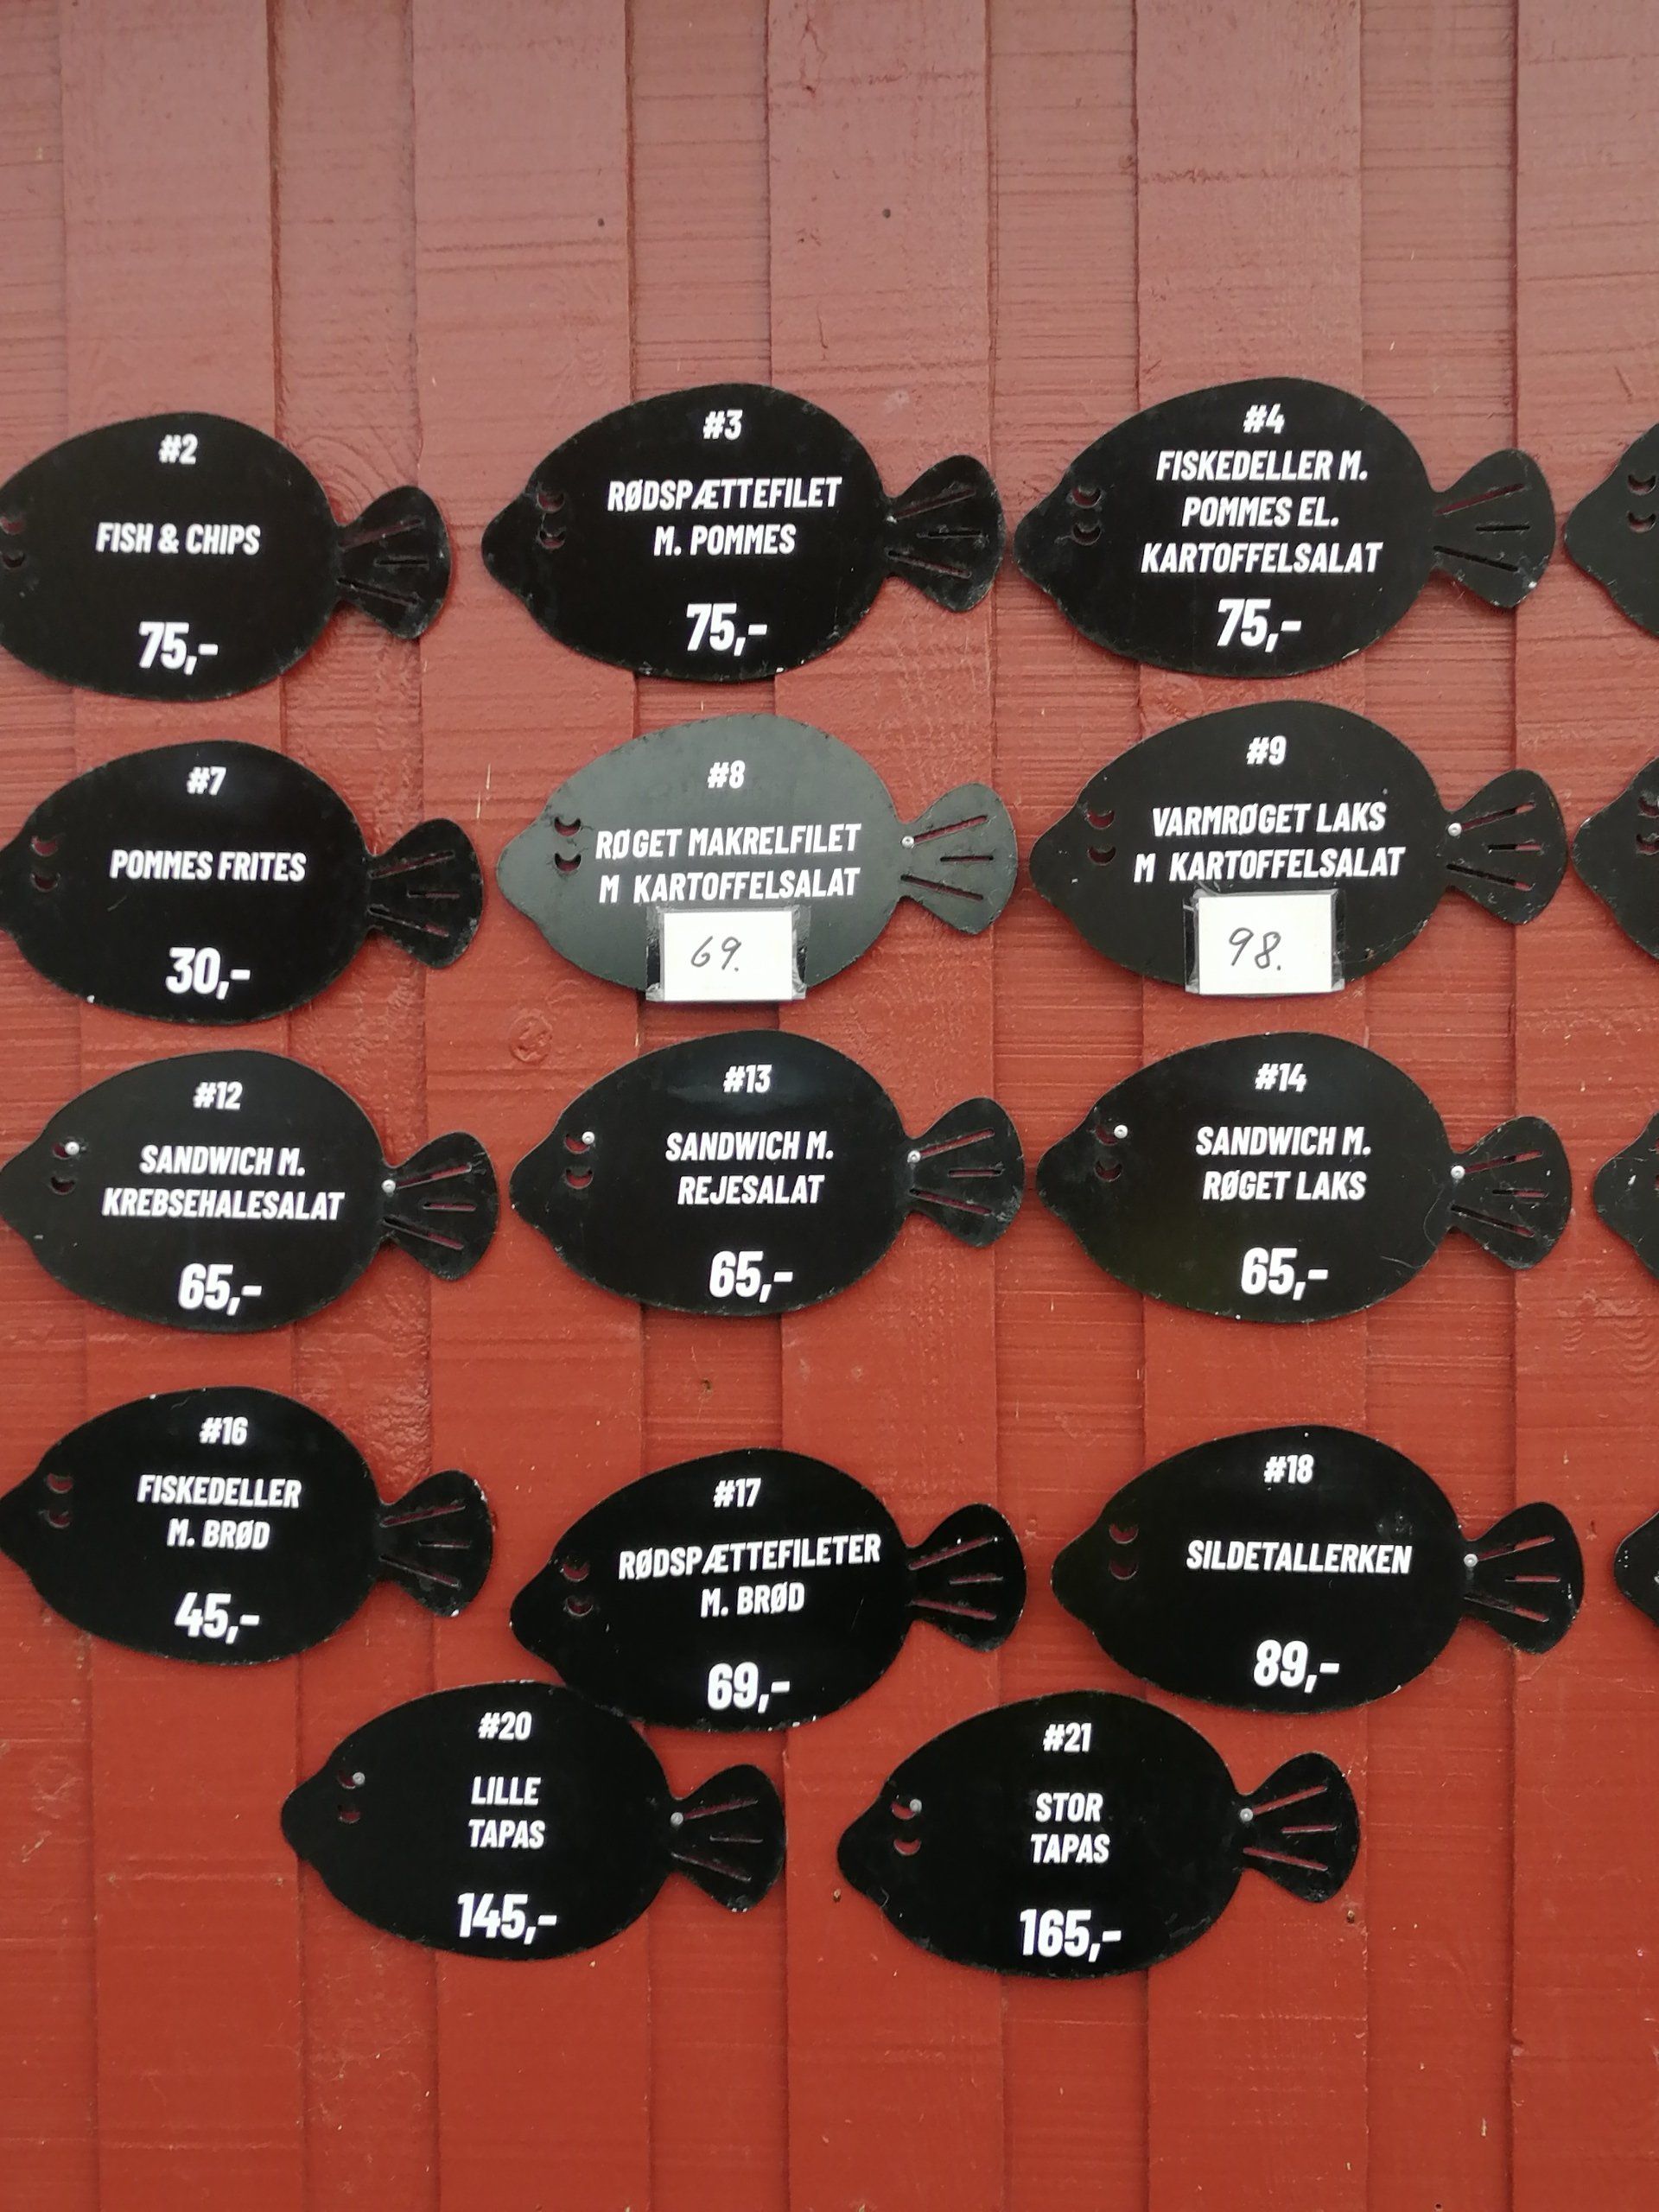 #2
FISH & CHIPS
75,-
#3
RØDSPÆTTEFILET
M. POMMES
75,-
#4
FISKEDELLER M.
POMMES EL.
KARTOFFELSALAT
75,-
#7
POMMES FRITES
30,-
#8
RØGET MAKRELFILET
M KARTOFFELSALAT
69.
#9
VARMRØGET LAKS
M KARTOFFELSALAT
98.
#12
SANDWICH M.
KREBSEHALESALAT
65,-
#13
SANDWICH M.
REJESALAT
65,-
#14
SANDWICH M.
RØGET LAKS
65,-
#16
FISKEDELLER
M. BRØD
45,-
#17
RØDSPÆTTEFILETER
M. BRØD
69,-
#18
SILDETALLERKEN
89,-
#20
LILLE
TAPAS
145,-
#21
STOR
TAPAS
165,-